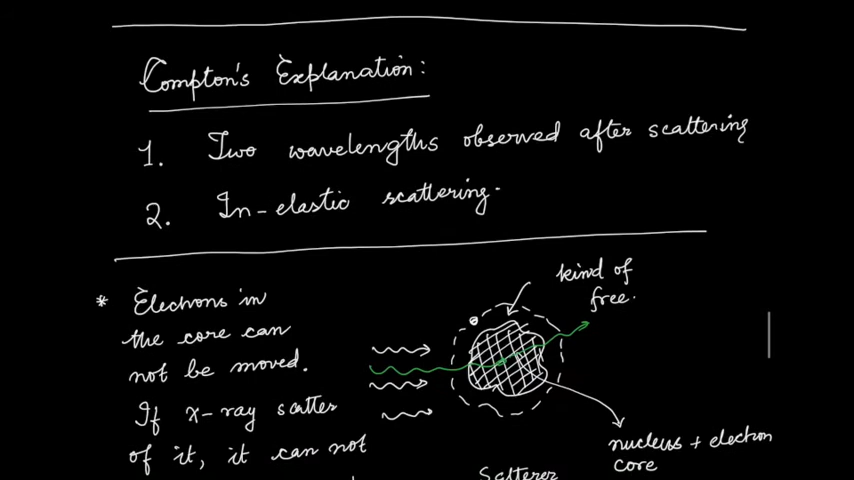 Compton's Explanation:
1. Two wavelengths observed after scattering
2. In-elastic scattering.
* Electrons in
the core can
not be moved.
If x-ray scatter
of it, it can not
kind of
free.
nucleus + electron
core
Scatterer